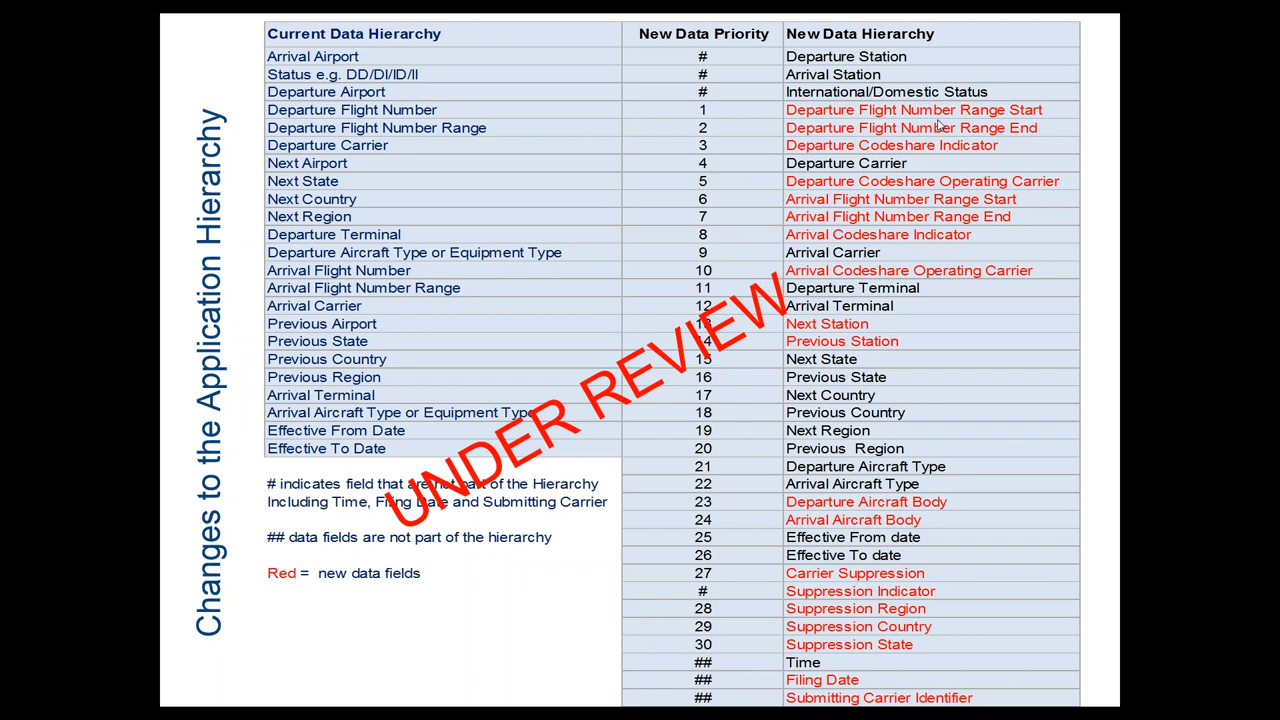 Changes to the Application Hierarchy
Current Data Hierarchy New Data Priority New Data Hierarchy
Arrival Airport # Departure Station
Status e.g. DD/DI/ID/II # Arrival Station
Departure Airport # International/Domestic Status
Departure Flight Number 1 Departure Flight Number Range Start
Departure Flight Number Range 2 Departure Flight Number Range End
Departure Carrier 3 Departure Codeshare Indicator
Next Airport 4 Departure Carrier
Next State 5 Departure Codeshare Operating Carrier
Next Country 6 Arrival Flight Number Range Start
Next Region 7 Arrival Flight Number Range End
Departure Terminal 8 Arrival Codeshare Indicator
Departure Aircraft Type or Equipment Type 9 Arrival Carrier
Arrival Flight Number 10 Arrival Codeshare Operating Carrier
Arrival Flight Number Range 11 Departure Terminal
Arrival Carrier 12 Arrival Terminal
Previous Airport 13 Next Station
Previous State 14 Previous Station
Previous Country 15 Next State
Previous Region 16 Previous State
Arrival Terminal 17 Next Country
Arrival Aircraft Type or Equipment Type 18 Previous Country
Effective From Date 19 Next Region
Effective To Date 20 Previous Region
21 Departure Aircraft Type
# indicates field that are not part of the Hierarchy 22 Arrival Aircraft Type
Including Time, Filing Date and Submitting Carrier 23 Departure Aircraft Body
24 Arrival Aircraft Body
## data fields are not part of the hierarchy 25 Effective From date
26 Effective To date
Red = new data fields 27 Carrier Suppression
# Suppression Indicator
28 Suppression Region
29 Suppression Country
30 Suppression State
## Time
## Filing Date
## Submitting Carrier Identifier
UNDER REVIEW